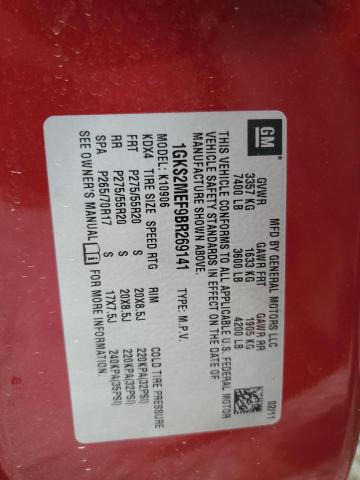 GM
MFD BY GENERAL MOTORS LLC
02/11
GVWR GAWR FRT GAWR RR
3357 KG 1633 KG 1905 KG
7400 LB 3600 LB 4200 LB
THIS VEHICLE CONFORMS TO ALL APPLICABLE U.S. FEDERAL MOTOR
VEHICLE SAFETY STANDARDS IN EFFECT ON THE DATE OF
MANUFACTURE SHOWN ABOVE.
1GKS2MEF9BR269141 TYPE: M.P.V.
MODEL: K10906
KDX4 TIRE SIZE SPEED RTG RIM COLD TIRE PRESSURE
FRT P275/55R20 S 20X8.5J 220KPA(32PSI)
RR P275/55R20 S 20X8.5J 220KPA(32PSI)
SPA P265/70R17 S 17X7.5J 240KPA(35PSI)
SEE OWNER'S MANUAL FOR MORE INFORMATION.